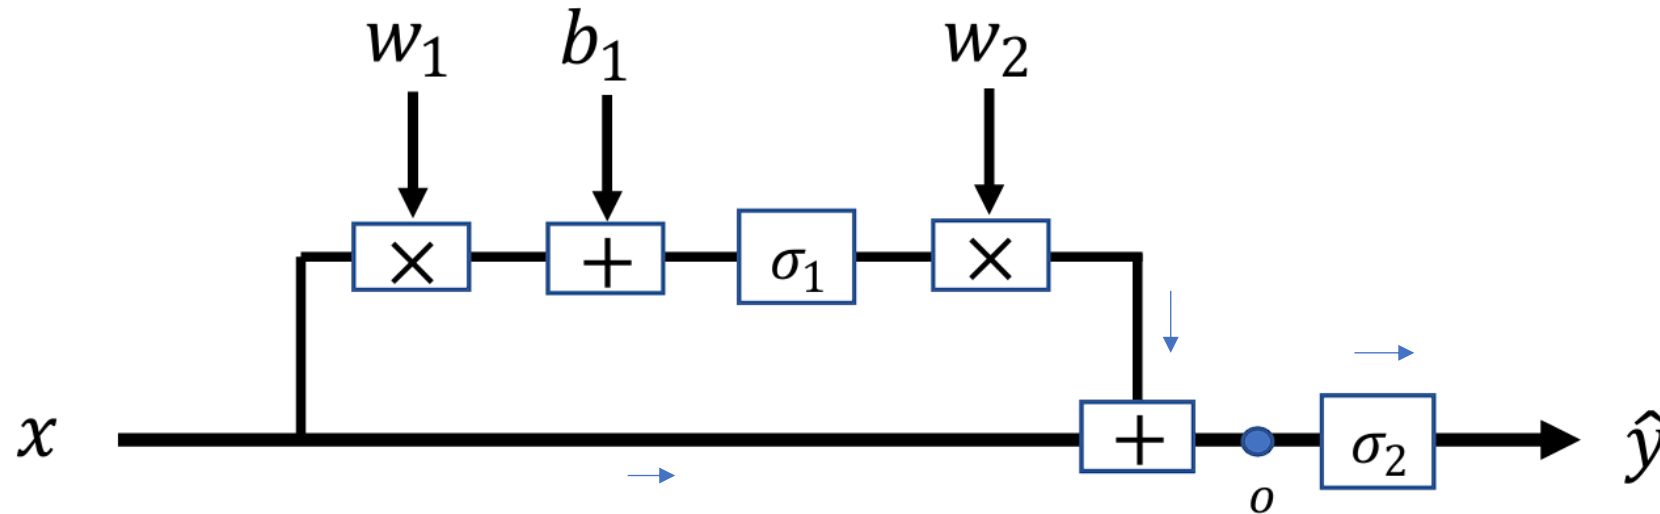 w₁ b₁ w₂
× + σ₁ ×
x + σ₂ ŷ
o